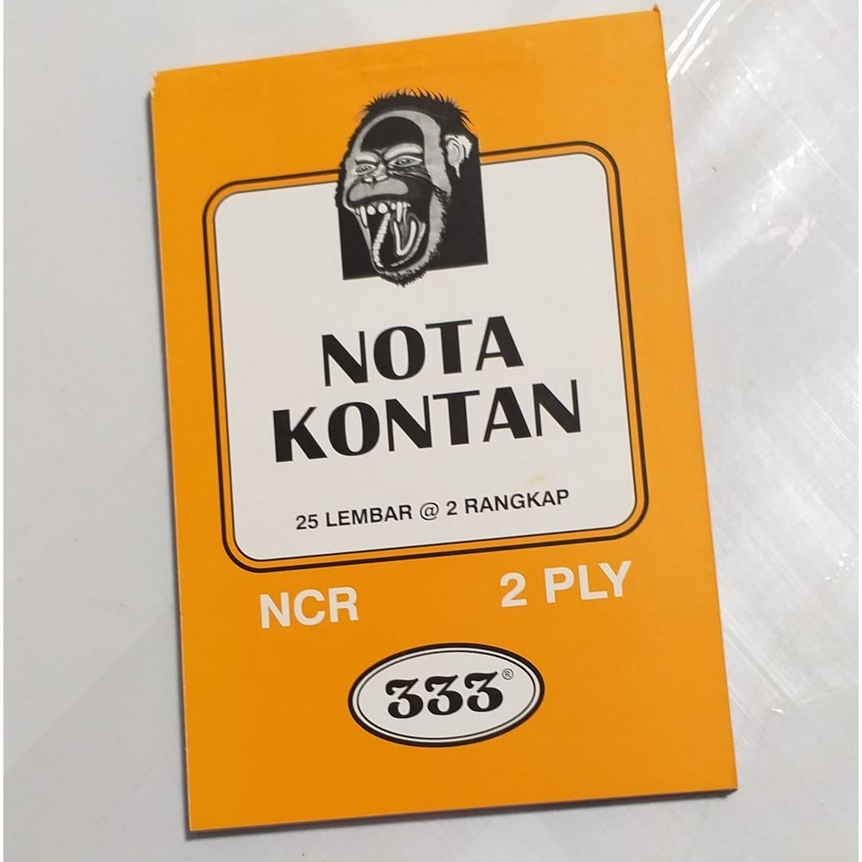 NOTA
KONTAN
25 LEMBAR @ 2 RANGKAP
NCR 2 PLY
333®